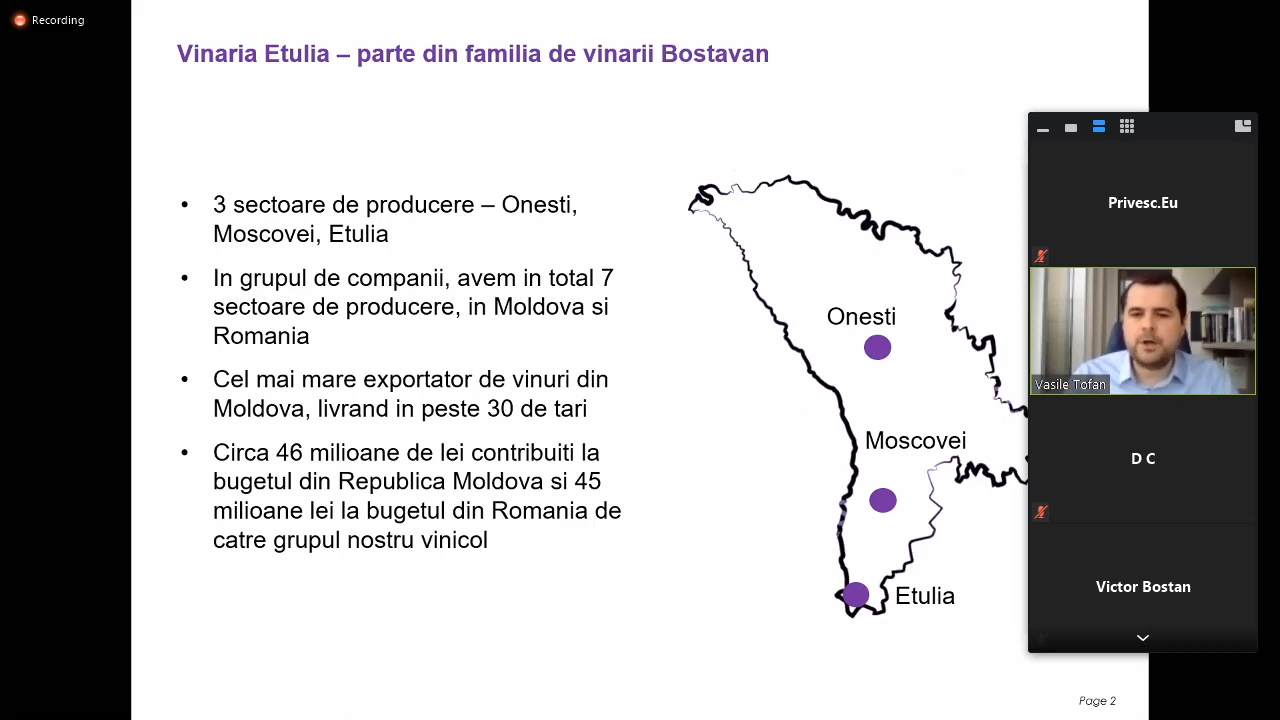 Recording
Vinaria Etulia – parte din familia de vinarii Bostavan
• 3 sectoare de producere – Onesti,
Moscovei, Etulia
• In grupul de companii, avem in total 7
sectoare de producere, in Moldova si
Romania
• Cel mai mare exportator de vinuri din
Moldova, livrand in peste 30 de tari
• Circa 46 milioane de lei contribuiti la
bugetul din Republica Moldova si 45
milioane lei la bugetul din Romania de
catre grupul nostru vinicol
Onesti
Moscovei
Etulia
Privesc.Eu
Vasile Tofan
D C
Victor Bostan
Page 2